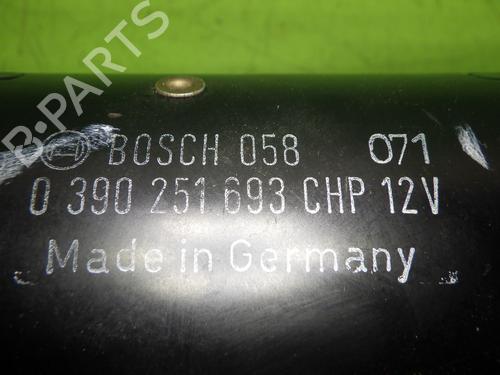 B-PARTS
BOSCH 058 071
0 390 251 693 CHP 12V
Made in Germany